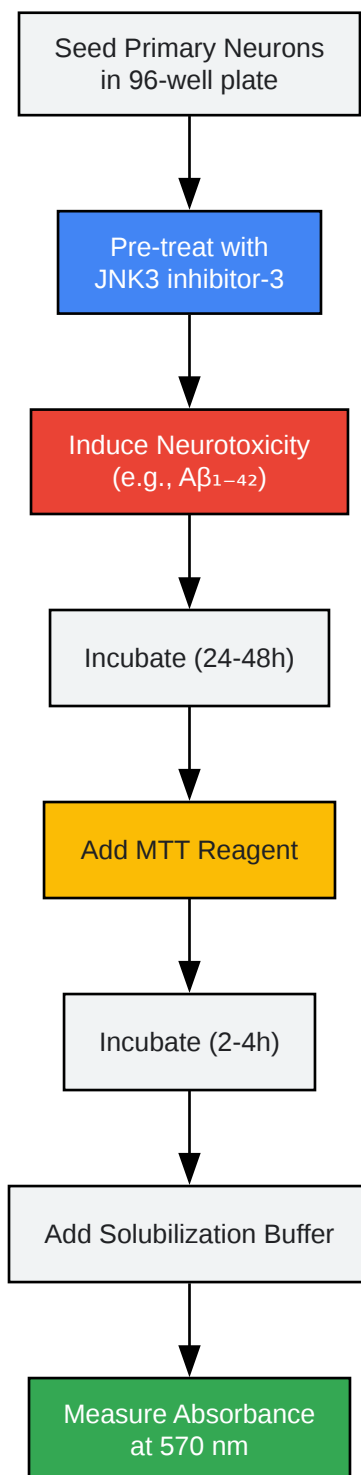 Seed Primary Neurons
in 96-well plate
Pre-treat with
JNK3 inhibitor-3
Induce Neurotoxicity
(e.g., Aβ₁₋₄₂)
Incubate (24-48h)
Add MTT Reagent
Incubate (2-4h)
Add Solubilization Buffer
Measure Absorbance
at 570 nm